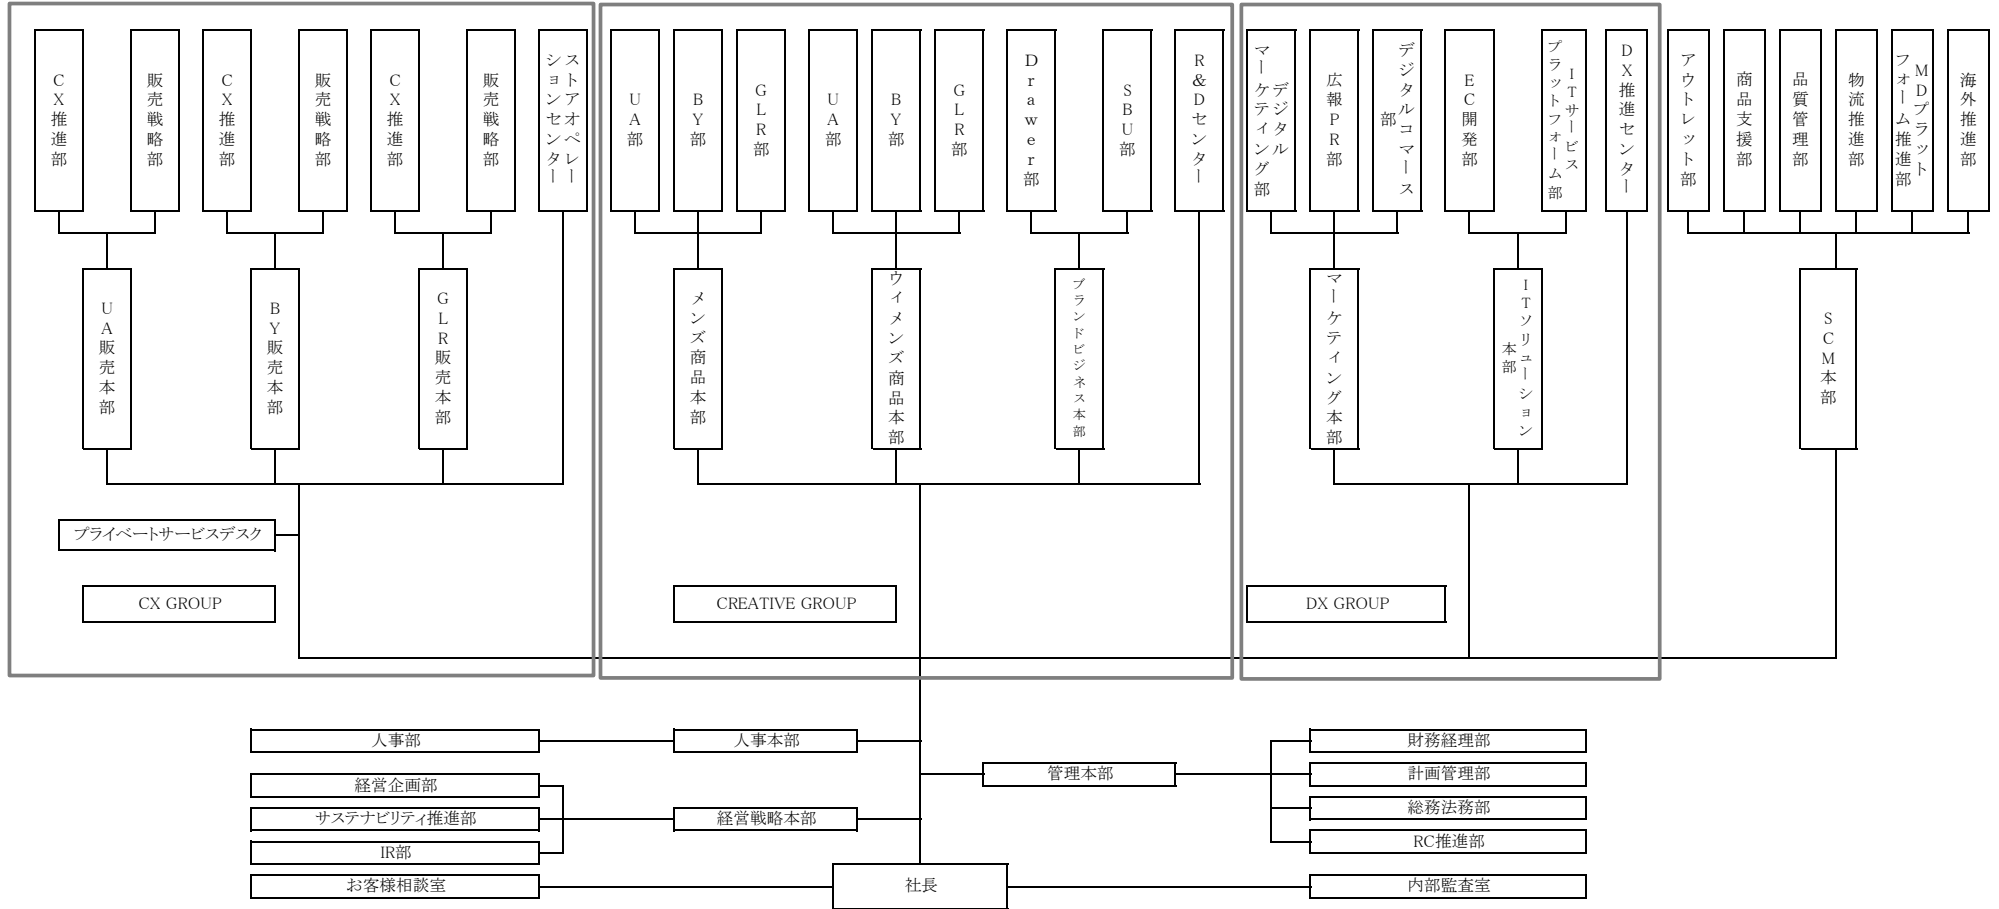 CX推進部
販売戦略部
CX推進部
販売戦略部
CX推進部
販売戦略部
ストアオペレー
ションセンター
UA部
BY部
GLR部
UA部
BY部
GLR部
Drawer部
SBU部
R&Dセンター
デジタル
マーケティング部
広報PR部
デジタルコマース
部
EC開発部
ITサービス
プラットフォーム部
DX推進センター
アウトレット部
商品支援部
品質管理部
物流推進部
MDプラット
フォーム推進部
海外推進部
UA販売本部
BY販売本部
GLR販売本部
メンズ商品本部
ウイメンズ商品本部
ブランドビジネス本部
マーケティング本部
ITソリューション
本部
SCM本部
プライベートサービスデスク
CX GROUP
CREATIVE GROUP
DX GROUP
人事部
人事本部
財務経理部
管理本部
計画管理部
経営企画部
サステナビリティ推進部
経営戦略本部
総務法務部
IR部
RC推進部
お客様相談室
社長
内部監査室